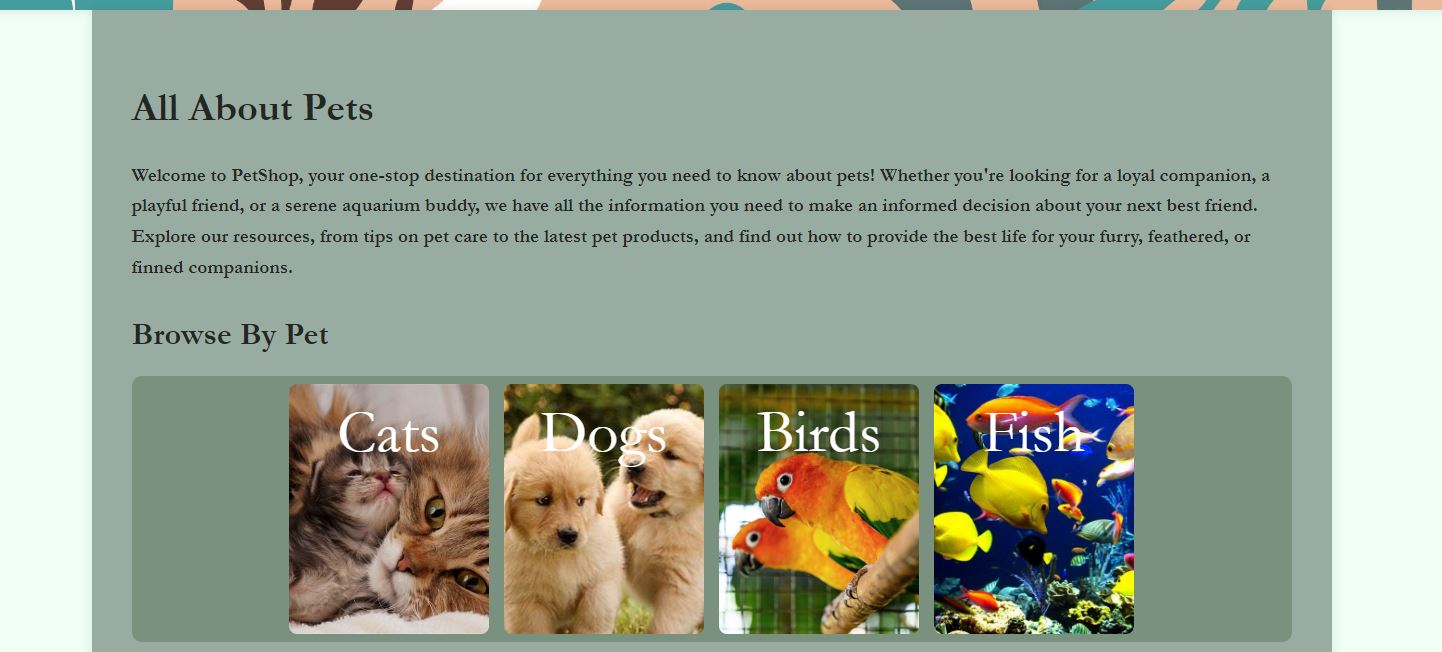 All About Pets
Welcome to PetShop, your one-stop destination for everything you need to know about pets! Whether you're looking for a loyal companion, a
playful friend, or a serene aquarium buddy, we have all the information you need to make an informed decision about your next best friend.
Explore our resources, from tips on pet care to the latest pet products, and find out how to provide the best life for your furry, feathered, or
finned companions.
Browse By Pet
Cats
Dogs
Birds
Fish